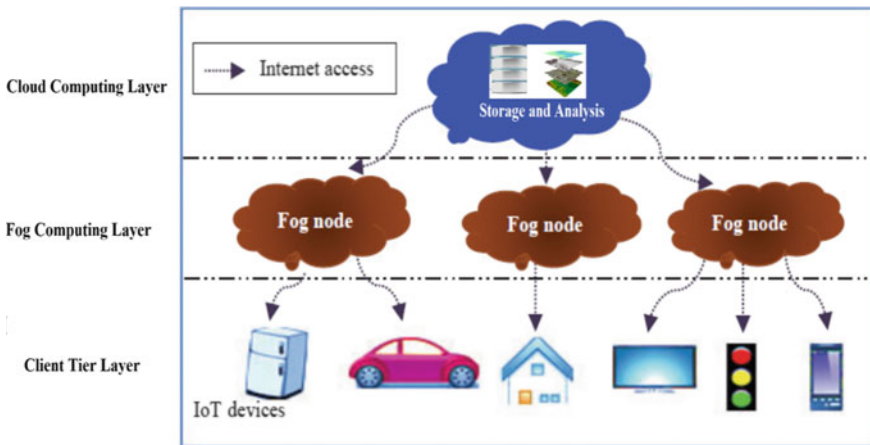 Internet access
Cloud Computing Layer
Storage and Analysis
Fog Computing Layer
Fog node
Fog node
Fog node
Client Tier Layer
IoT devices